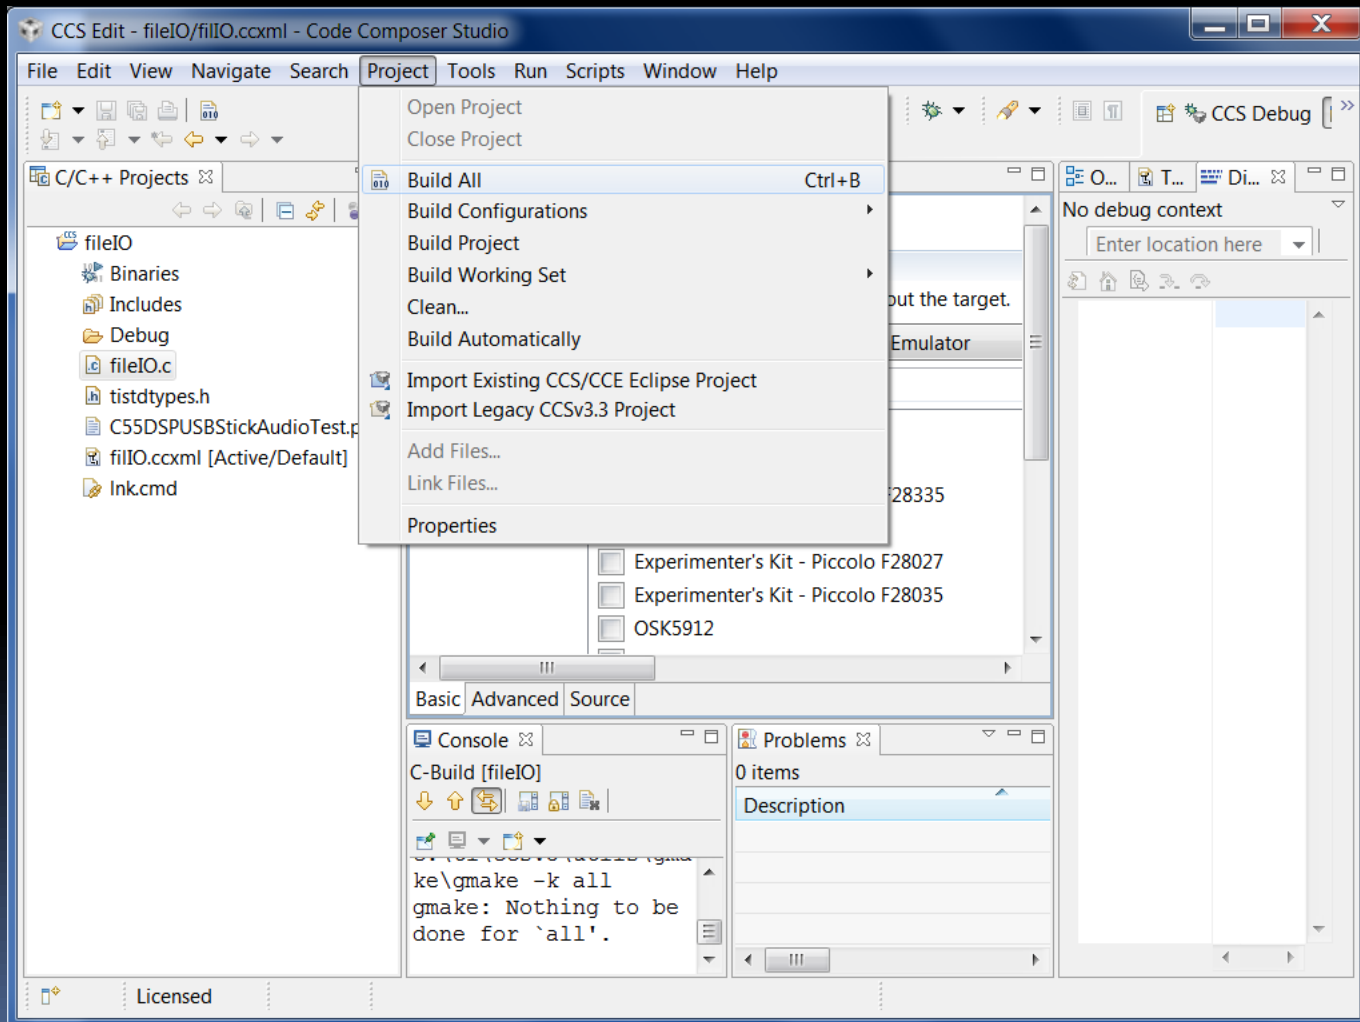 CCS Edit - fileIO/filIO.ccxml - Code Composer Studio
File Edit View Navigate Search Project Tools Run Scripts Window Help
CCS Debug
Open Project
Close Project
Build All Ctrl+B
Build Configurations
Build Project
Build Working Set
Clean...
Build Automatically
Import Existing CCS/CCE Eclipse Project
Import Legacy CCSv3.3 Project
Add Files...
Link Files...
Properties
C/C++ Projects
fileIO
Binaries
Includes
Debug
fileIO.c
tistdtypes.h
C55DSPUSBStickAudioTest.p
filIO.ccxml [Active/Default]
lnk.cmd
out the target.
Emulator
28335
Experimenter's Kit - Piccolo F28027
Experimenter's Kit - Piccolo F28035
OSK5912
Basic Advanced Source
O... T... Di...
No debug context
Enter location here
Console
C-Build [fileIO]
ke\gmake -k all
gmake: Nothing to be
done for `all'.
Problems
0 items
Description
Licensed